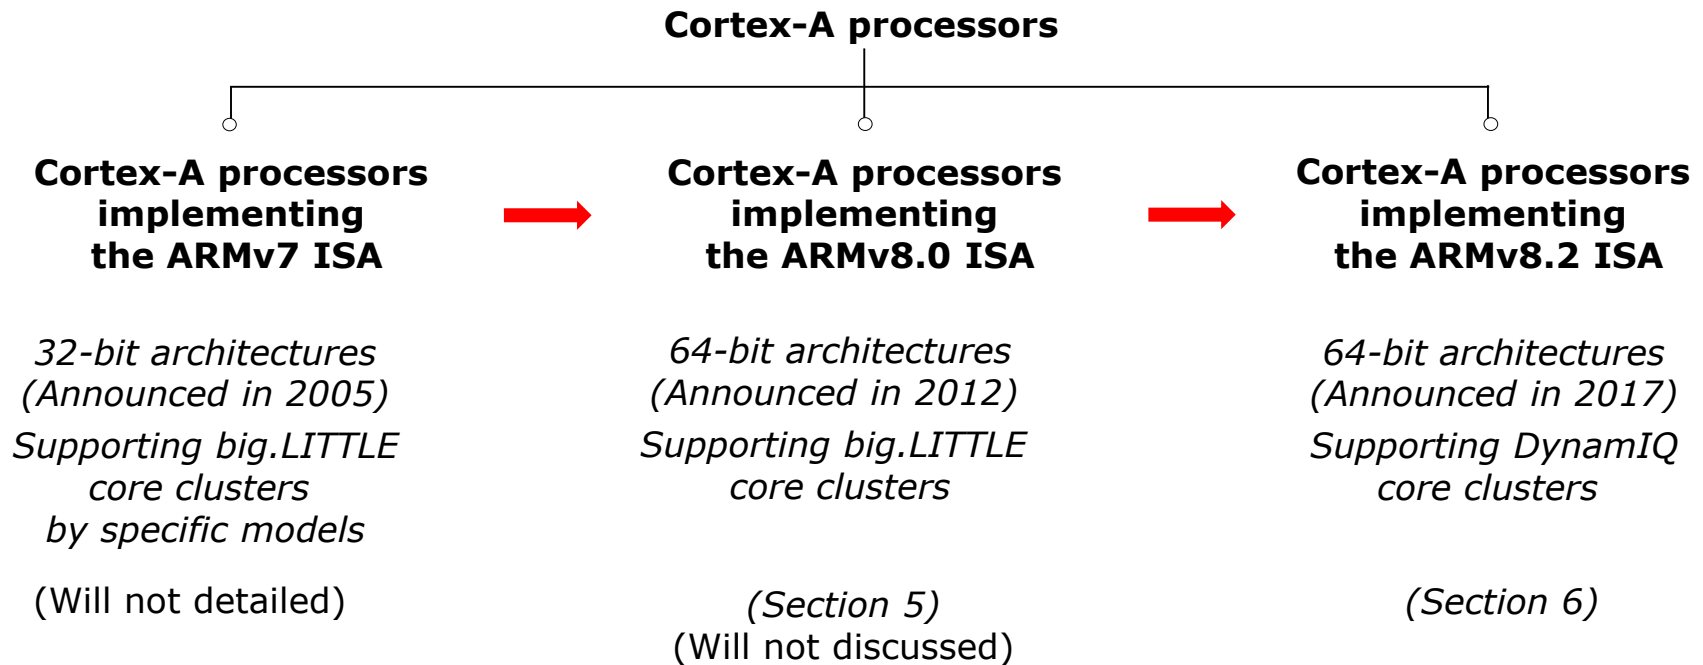 Cortex-A processors
Cortex-A processors
implementing
the ARMv7 ISA
32-bit architectures
(Announced in 2005)
Supporting big.LITTLE
core clusters
by specific models
(Will not detailed)
Cortex-A processors
implementing
the ARMv8.0 ISA
64-bit architectures
(Announced in 2012)
Supporting big.LITTLE
core clusters
(Section 5)
(Will not discussed)
Cortex-A processors
implementing
the ARMv8.2 ISA
64-bit architectures
(Announced in 2017)
Supporting DynamIQ
core clusters
(Section 6)